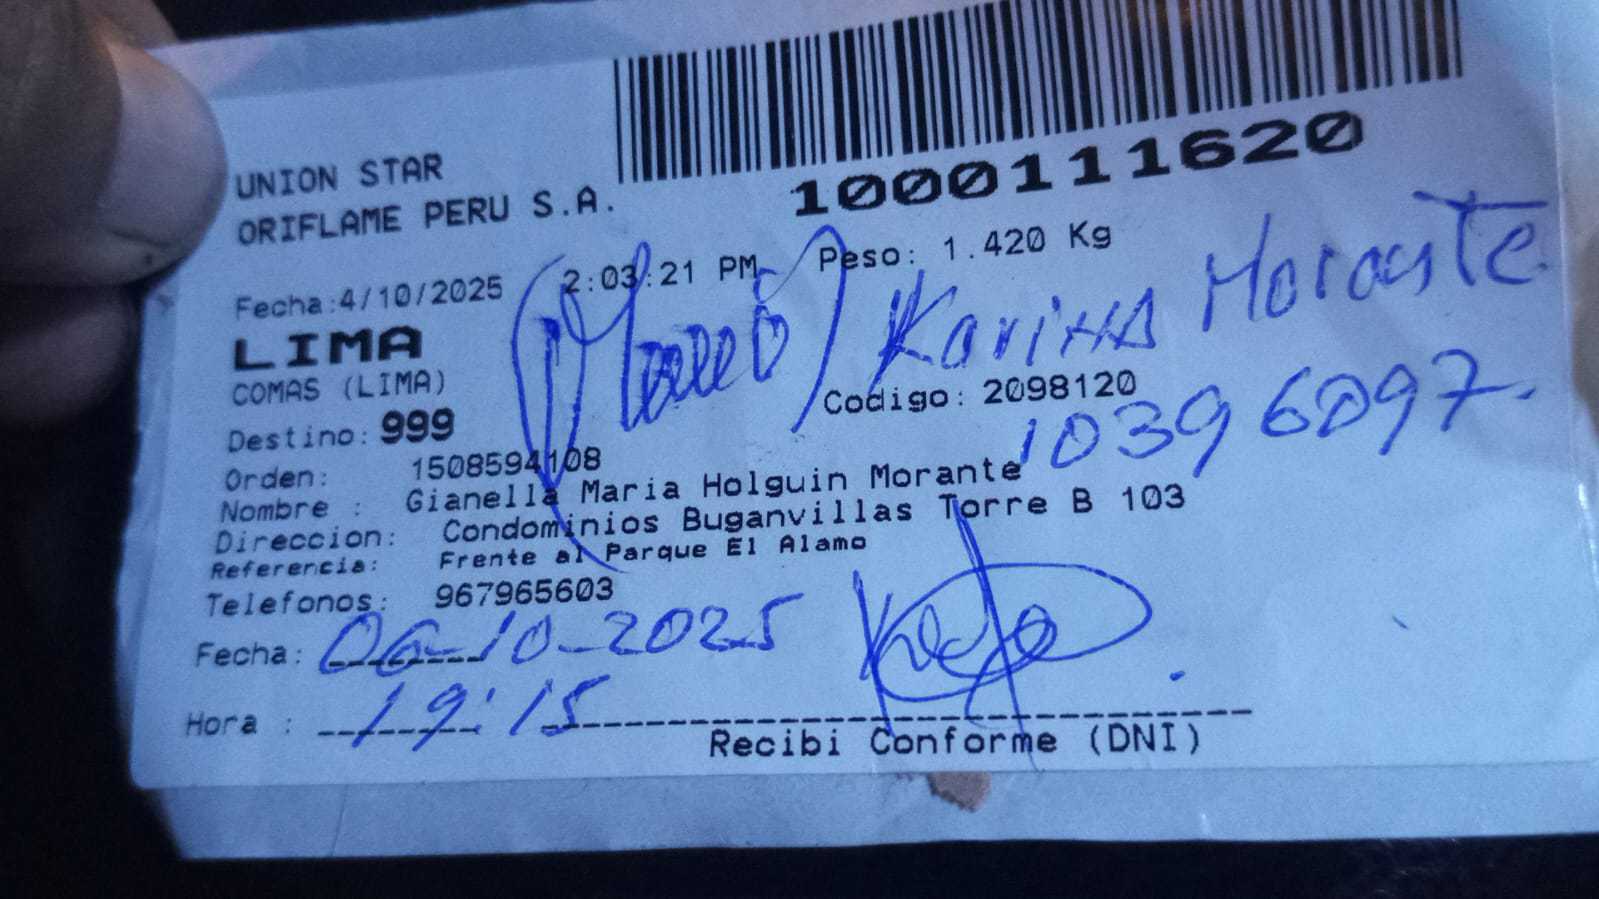 UNION STAR
ORIFLAME PERU S.A.
1000111620
Fecha:4/10/2025 2:03:21 PM Peso: 1.420 Kg
Karina Morante
LIMA
COMAS (LIMA)
Codigo: 2098120
Destino: 999
10396097
Orden: 1508594108
Nombre : Gianella Maria Holguin Morante
Direccion: Condominios Buganvillas Torre B 103
Referencia: Frente al Parque El Alamo
Telefonos: 967965603
Fecha: 06-10-2025
Hora : 19:15
Recibi Conforme (DNI)